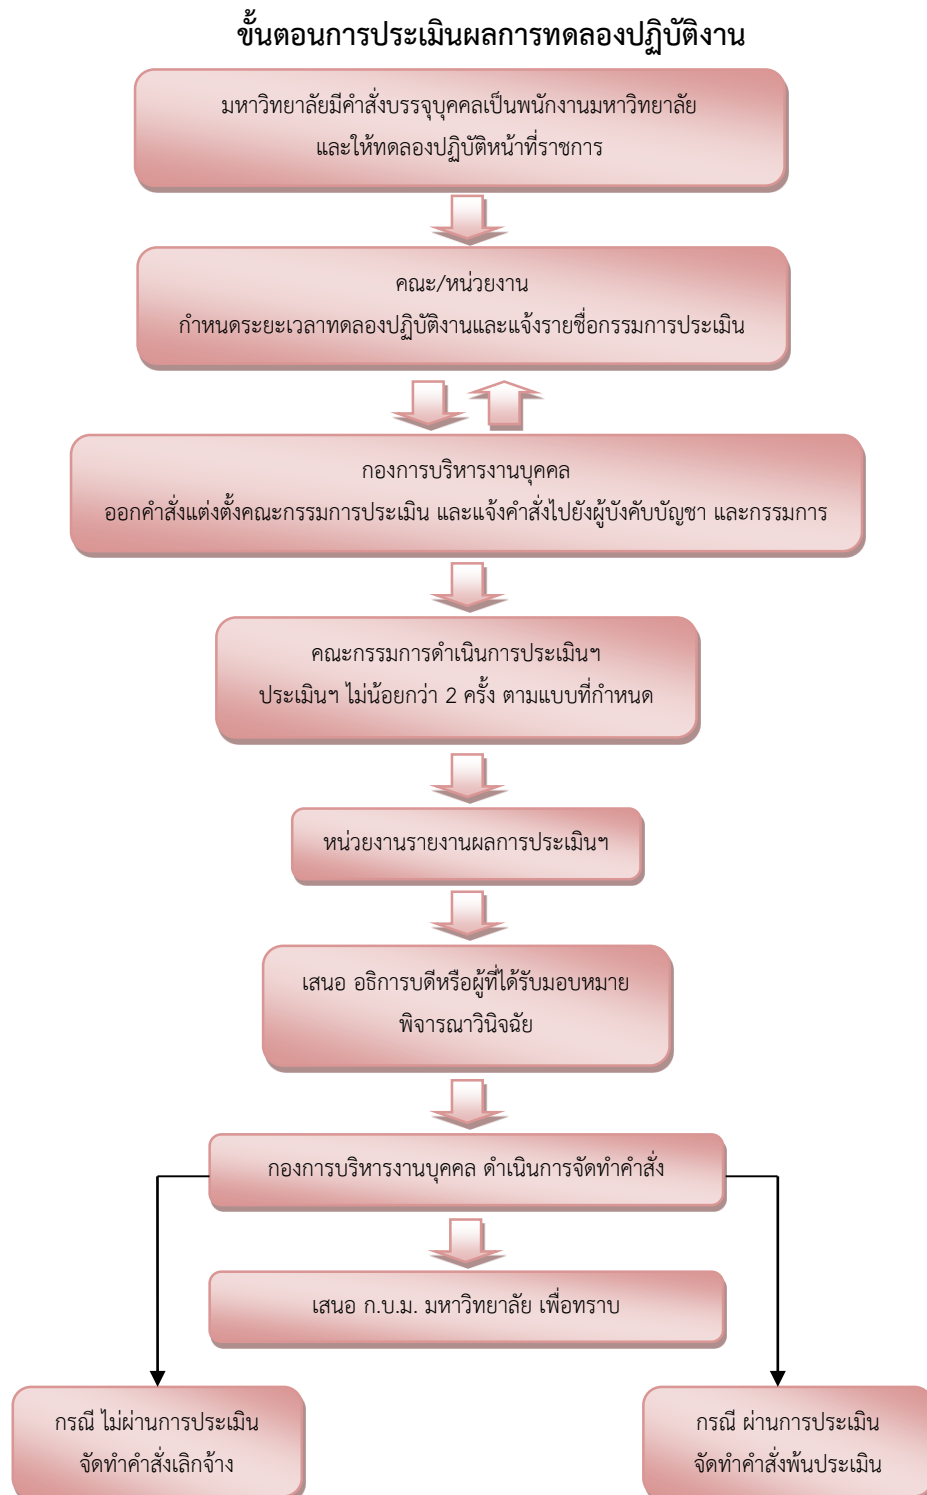 ขั้นตอนการประเมินผลการทดลองปฏิบัติงาน
มหาวิทยาลัยมีคำสั่งบรรจุบุคคลเป็นพนักงานมหาวิทยาลัย
และให้ทดลองปฏิบัติหน้าที่ราชการ
คณะ/หน่วยงาน
กำหนดระยะเวลาทดลองปฏิบัติงานและแจ้งรายชื่อกรรมการประเมิน
กองการบริหารงานบุคคล
ออกคำสั่งแต่งตั้งคณะกรรมการประเมิน และแจ้งคำสั่งไปยังผู้บังคับบัญชา และกรรมการ
คณะกรรมการดำเนินการประเมินฯ
ประเมินฯ ไม่น้อยกว่า 2 ครั้ง ตามแบบที่กำหนด
หน่วยงานรายงานผลการประเมินฯ
เสนอ อธิการบดีหรือผู้ที่ได้รับมอบหมาย
พิจารณาวินิจฉัย
กองการบริหารงานบุคคล ดำเนินการจัดทำคำสั่ง
เสนอ ก.บ.ม. มหาวิทยาลัย เพื่อทราบ
กรณี ไม่ผ่านการประเมิน
จัดทำคำสั่งเลิกจ้าง
กรณี ผ่านการประเมิน
จัดทำคำสั่งพ้นประเมิน